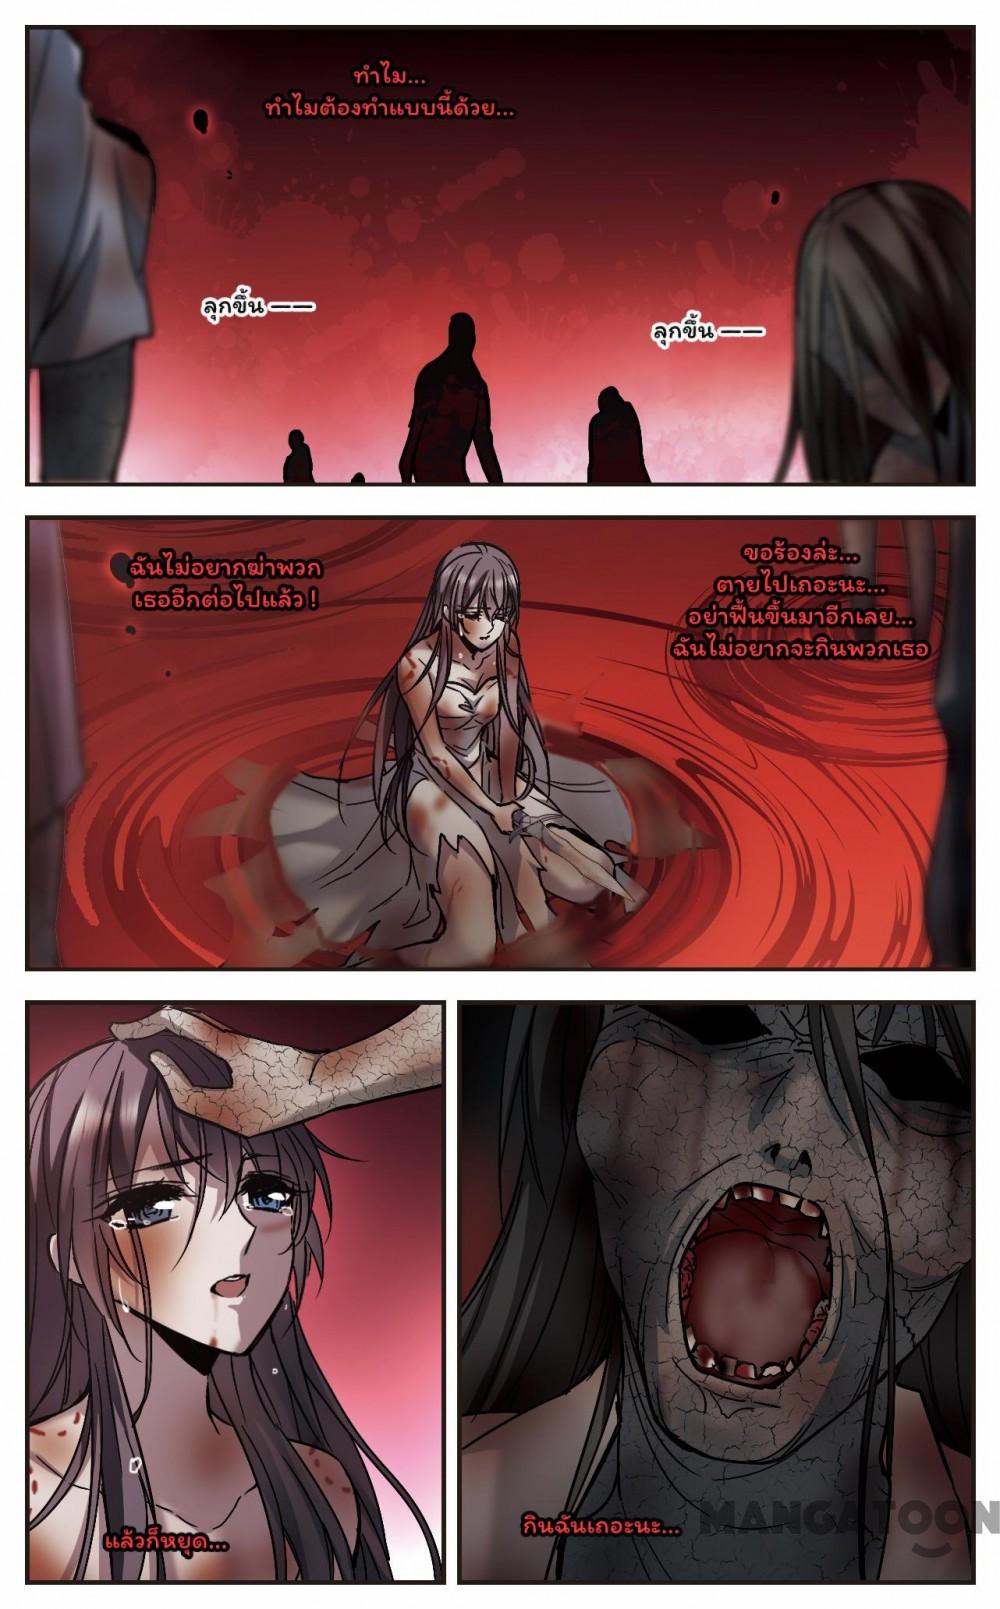 ทำไม...
ทำไมต้องทำแบบนี้ด้วย...
ลุกขึ้น ——
ลุกขึ้น ——
ฉันไม่อยากฆ่าพวก
เธออีกต่อไปแล้ว !
ขอร้องล่ะ...
ตายไปเถอะนะ...
อย่าฟื้นขึ้นมาอีกเลย...
ฉันไม่อยากจะกินพวกเธอ
แล้วก็หยุด...
กินฉันเถอะนะ...
MANGATOON